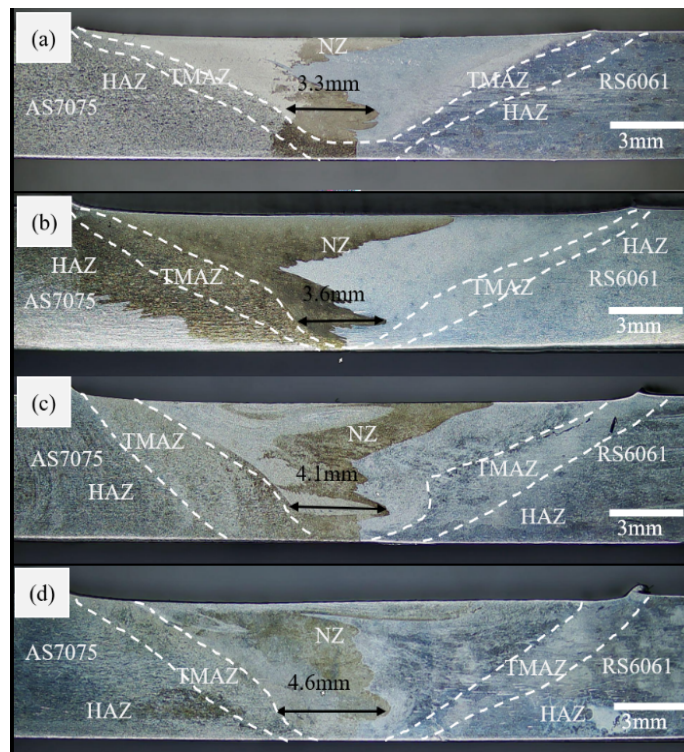 (a)
NZ
HAZ
TMAZ
3.3mm
TMAZ
RS6061
AS7075
HAZ
3mm
(b)
NZ
HAZ
HAZ
TMAZ
TMAZ
RS6061
AS7075
3.6mm
3mm
(c)
NZ
TMAZ
AS7075
RS6061
TMAZ
4.1mm
HAZ
3mm
HAZ
(d)
NZ
AS7075
TMAZ
TMAZ
RS6061
4.6mm
HAZ
HAZ
3mm